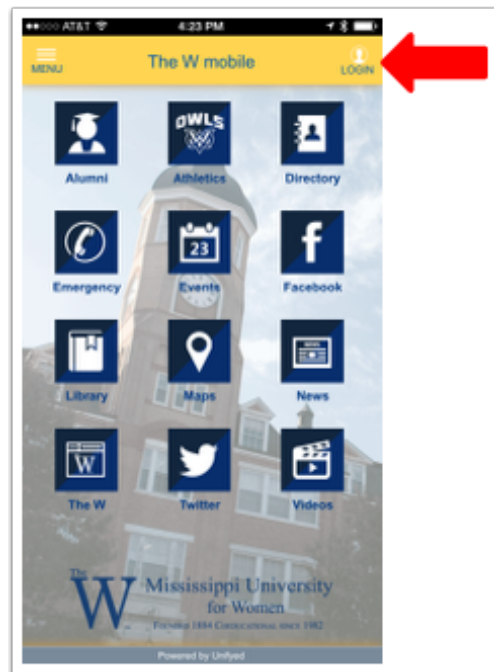 AT&T 4:23 PM
MENU The W mobile LOGIN
OWLS
Alumni Athletics Directory
23 f
Emergency Events Facebook
NEWS
Library Maps News
W
The W Twitter Videos
The
W Mississippi University
for Women
Founded 1884 Coeducational since 1982
Powered by Unifyed